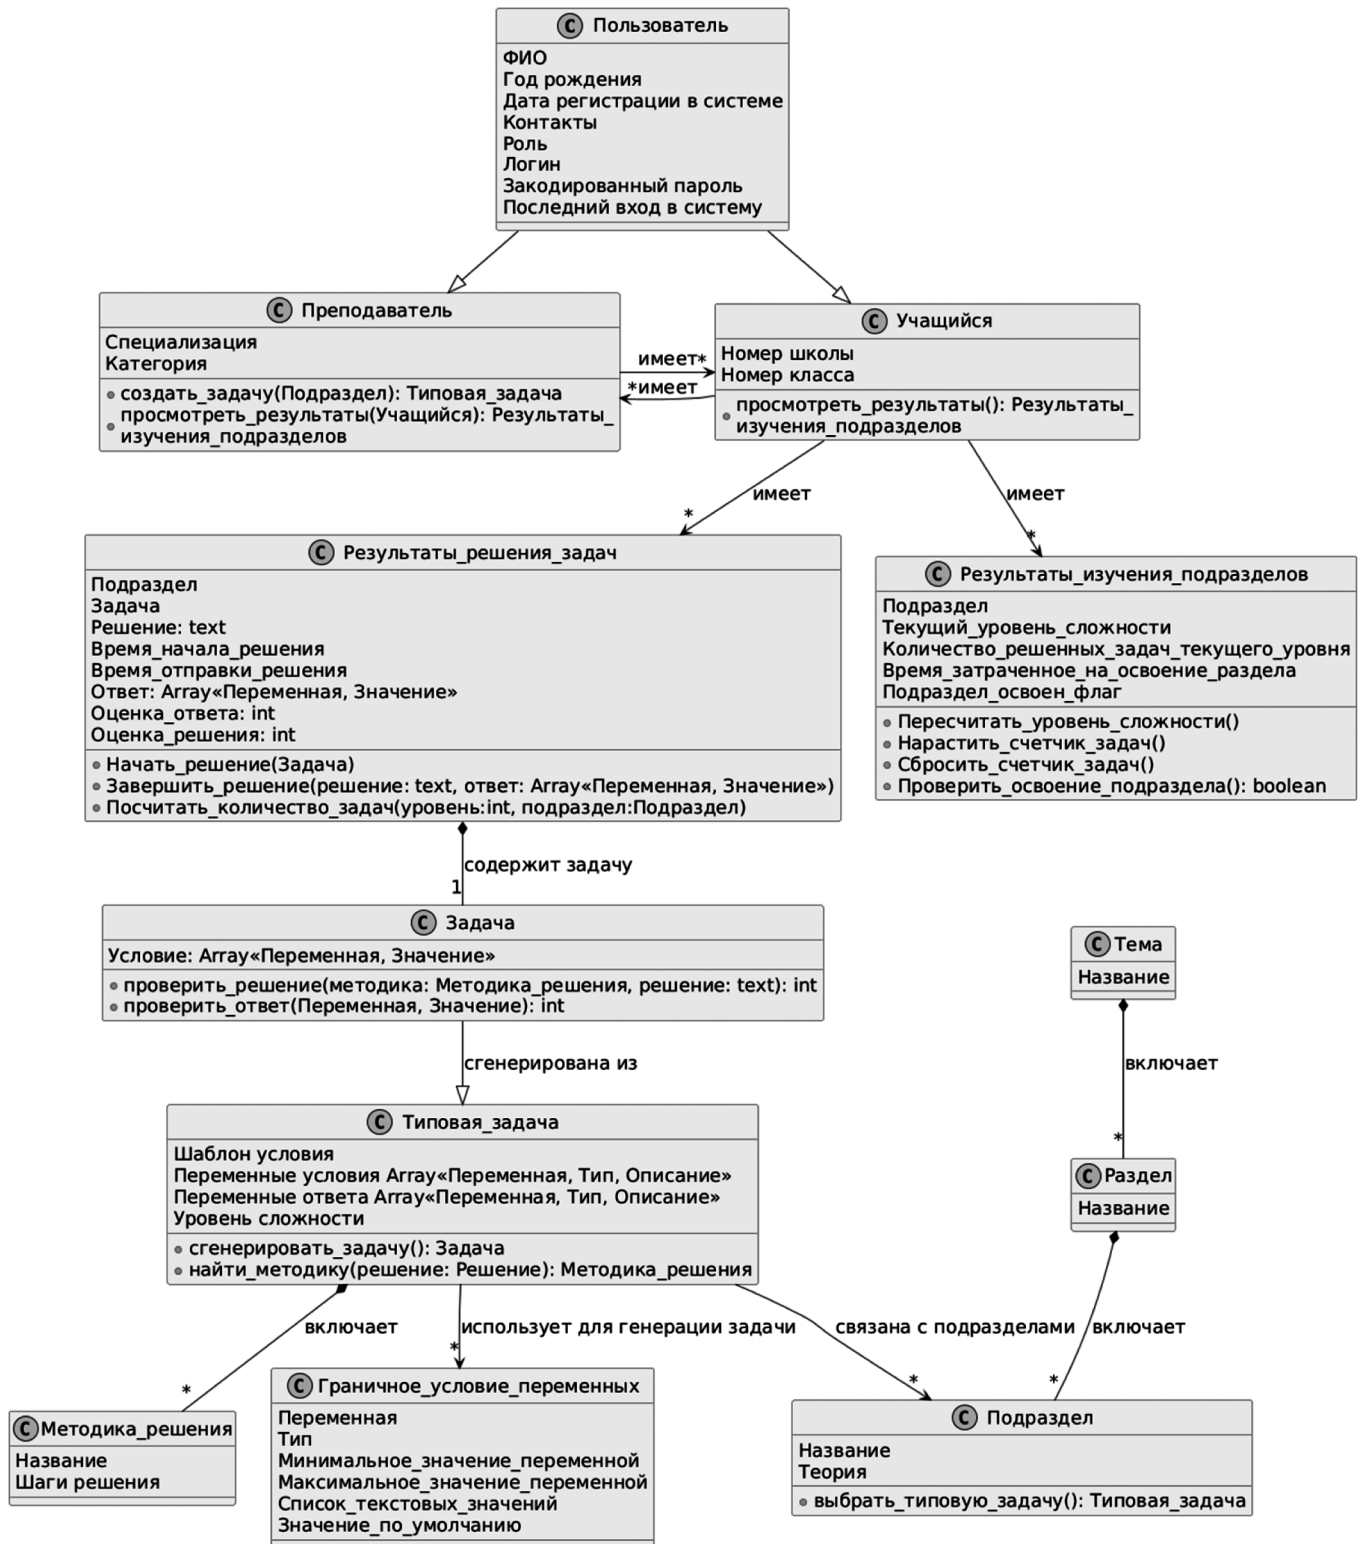 C Пользователь
ФИО
Год рождения
Дата регистрации в системе
Контакты
Роль
Логин
Закодированный пароль
Последний вход в систему
C Преподаватель
Специализация
Категория
создать_задачу(Подраздел): Типовая_задача
просмотреть_результаты(Учащийся): Результаты_
изучения_подразделов
имеет*
*имеет
C Учащийся
Номер школы
Номер класса
просмотреть_результаты(): Результаты_
изучения_подразделов
имеет
*
имеет
*
C Результаты_решения_задач
Подраздел
Задача
Решение: text
Время_начала_решения
Время_отправки_решения
Ответ: Array«Переменная, Значение»
Оценка_ответа: int
Оценка_решения: int
Начать_решение(Задача)
Завершить_решение(решение: text, ответ: Array«Переменная, Значение»)
Посчитать_количество_задач(уровень:int, подраздел:Подраздел)
C Результаты_изучения_подразделов
Подраздел
Текущий_уровень_сложности
Количество_решенных_задач_текущего_уровня
Время_затраченное_на_освоение_раздела
Подраздел_освоен_флаг
Пересчитать_уровень_сложности()
Нарастить_счетчик_задач()
Сбросить_счетчик_задач()
Проверить_освоение_подраздела(): boolean
содержит задачу
1
C Задача
Условие: Array«Переменная, Значение»
проверить_решение(методика: Методика_решения, решение: text): int
проверить_ответ(Переменная, Значение): int
C Тема
Название
включает
*
сгенерирована из
C Типовая_задача
Шаблон условия
Переменные условия Array«Переменная, Тип, Описание»
Переменные ответа Array«Переменная, Тип, Описание»
Уровень сложности
сгенерировать_задачу(): Задача
найти_методику(решение: Решение): Методика_решения
C Раздел
Название
включает
*
использует для генерации задачи
*
связана с подразделами
*
включает
*
C Методика_решения
Название
Шаги решения
C Граничное_условие_переменных
Переменная
Тип
Минимальное_значение_переменной
Максимальное_значение_переменной
Список_текстовых_значений
Значение_по_умолчанию
C Подраздел
Название
Теория
выбрать_типовую_задачу(): Типовая_задача